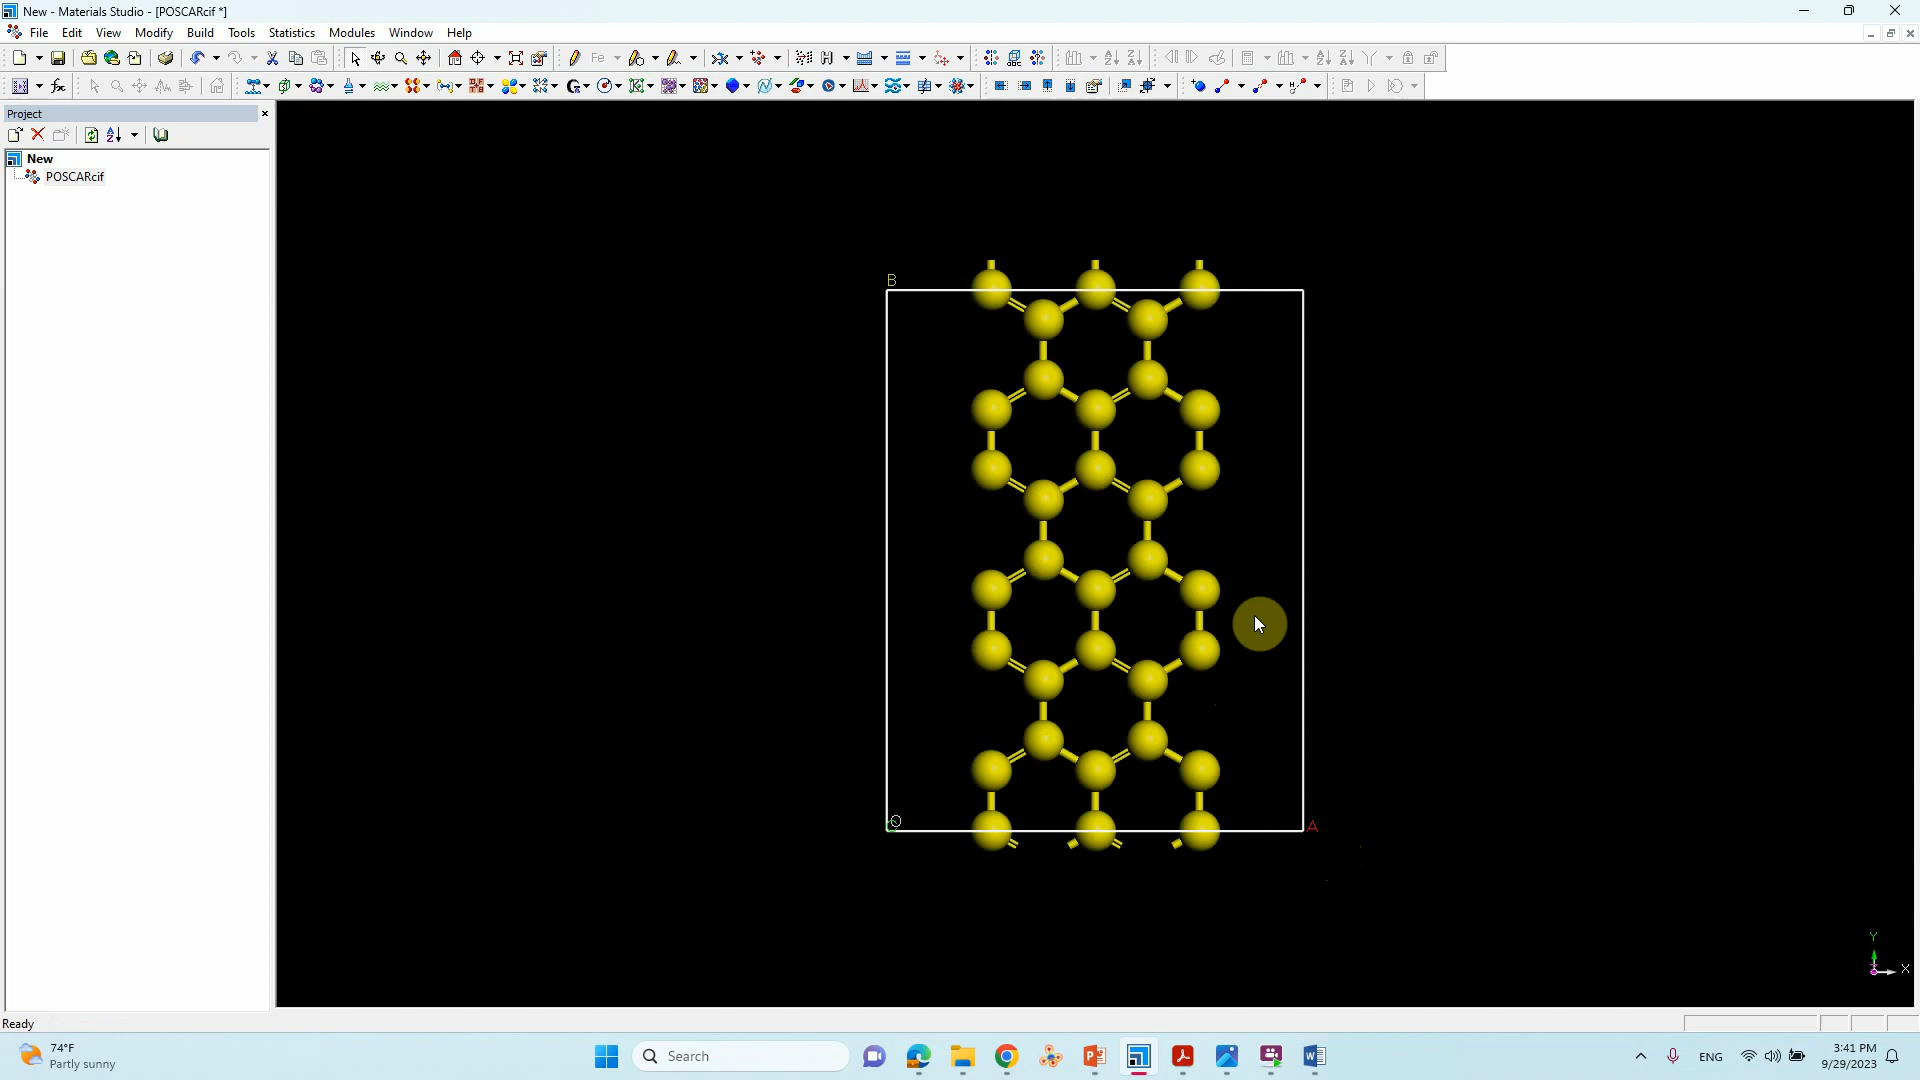 New - Materials Studio - [POSCARcif *]
File Edit View Modify Build Tools Statistics Modules Window Help
Fe
H
Project
New
POSCARcif
B
O
A
Y
X
Ready
74°F
Partly sunny
Search
ENG
3:41 PM
9/29/2023